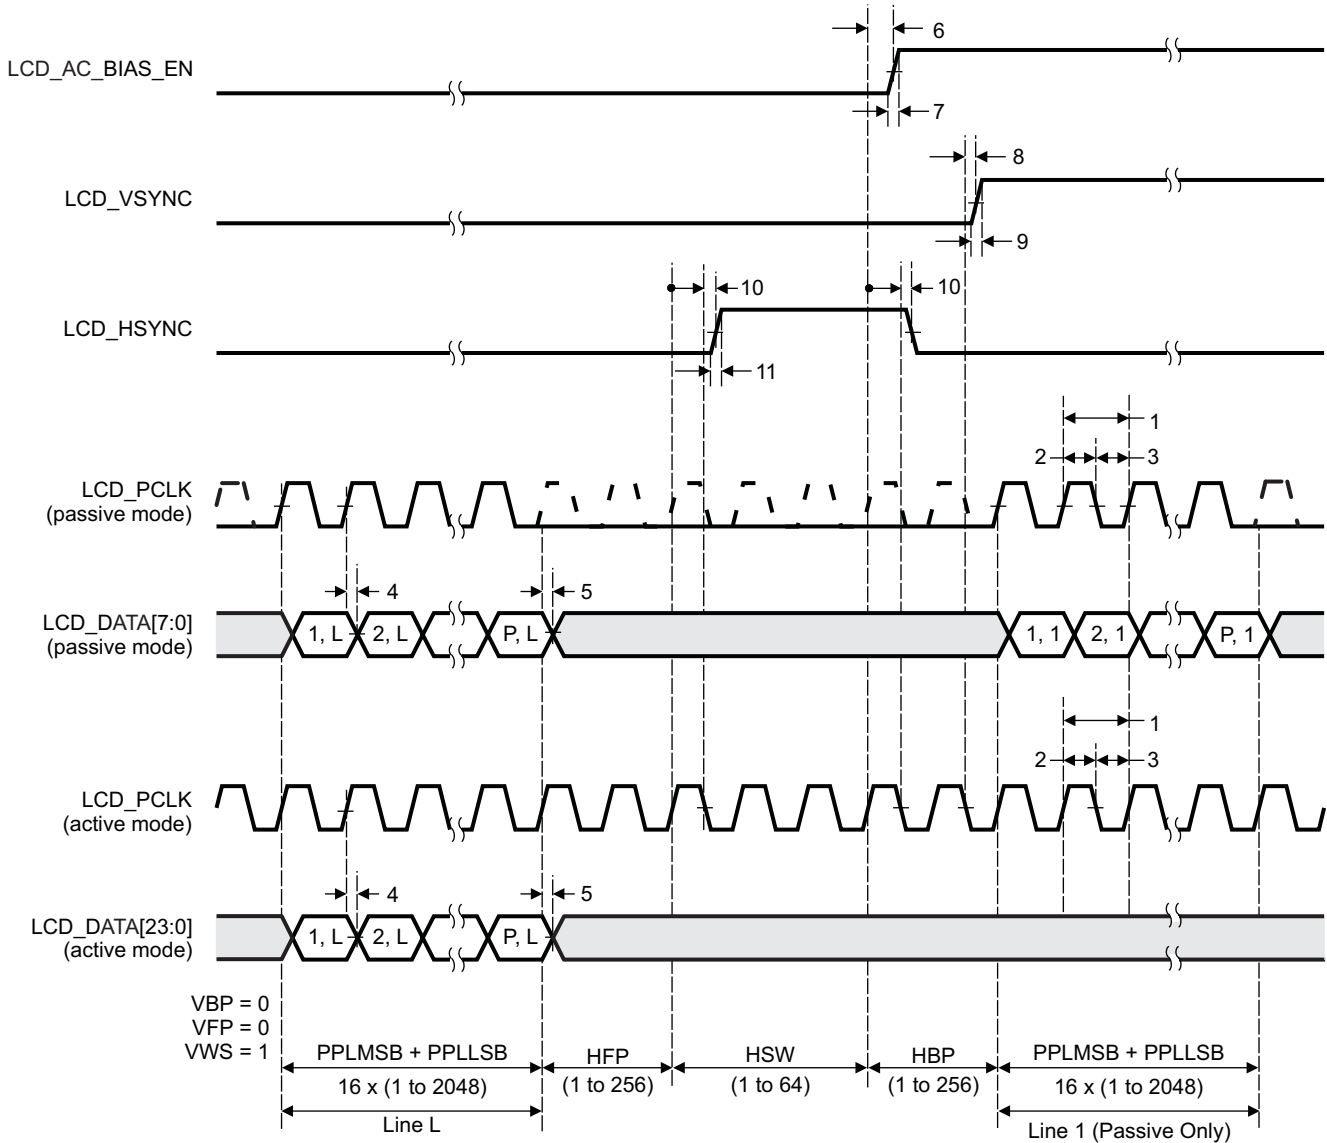 6
LCD_AC_BIAS_EN
7
8
LCD_VSYNC
9
10
10
LCD_HSYNC
11
1
2
3
LCD_PCLK
(passive mode)
4
5
LCD_DATA[7:0]
(passive mode)
1, L
2, L
P, L
1, 1
2, 1
P, 1
1
2
3
LCD_PCLK
(active mode)
4
5
LCD_DATA[23:0]
(active mode)
1, L
2, L
P, L
VBP = 0
VFP = 0
VWS = 1
PPLMSB + PPLLSB
16 x (1 to 2048)
Line L
HFP
(1 to 256)
HSW
(1 to 64)
HBP
(1 to 256)
PPLMSB + PPLLSB
16 x (1 to 2048)
Line 1 (Passive Only)